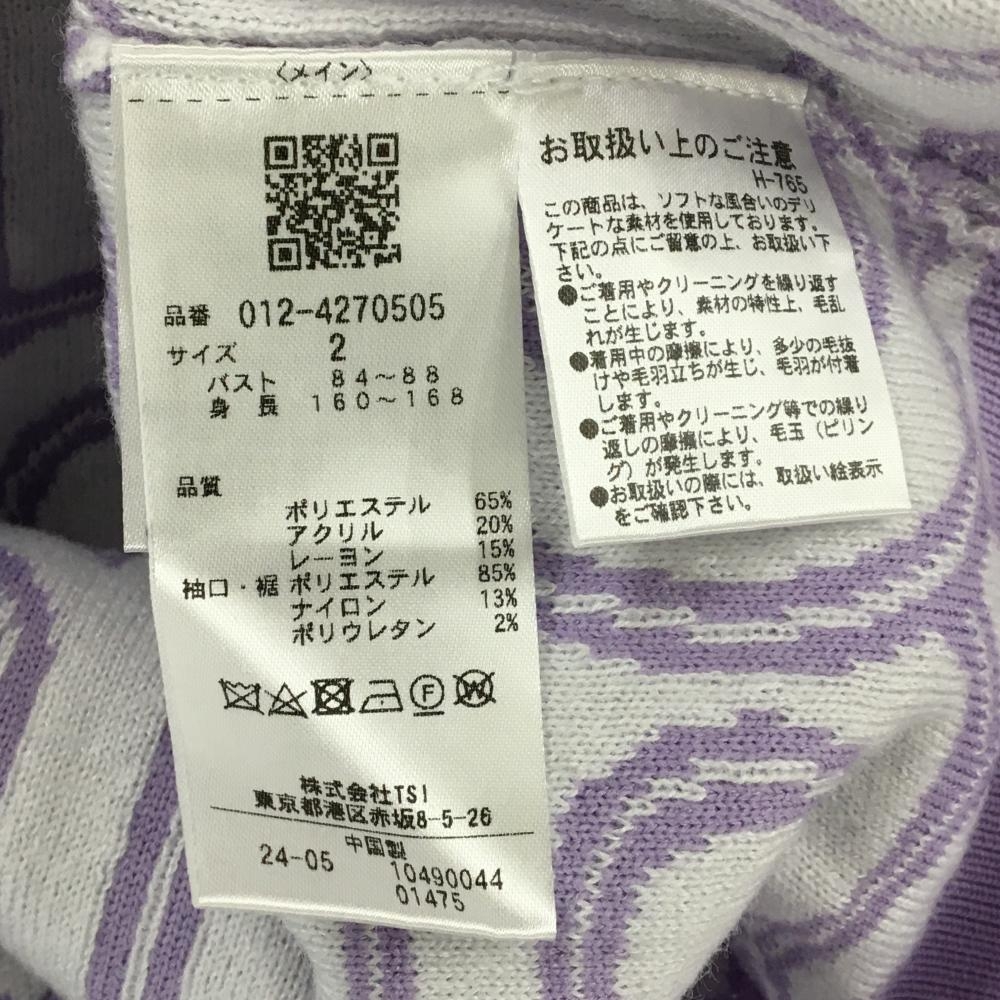 〈メイン〉
品番 012-4270505
サイズ 2
バスト 84～88
身 長 160～168
品質
ポリエステル 65%
アクリル 20%
レーヨン 15%
袖口・裾 ポリエステル 85%
ナイロン 13%
ポリウレタン 2%
F
W
株式会社TSI
東京都港区赤坂8-5-26
24-05 中国製
10490044
01475
お取扱い上のご注意
H-765
この商品は、ソフトな風合いのデリ
ケートな素材を使用しております。
下記の点にご留意の上、お取扱い下
さい。
●ご着用やクリーニングを繰り返す
ことにより、素材の特性上、毛乱
れが生じます。
●着用中の摩擦により、多少の毛抜
けや毛羽立ちが生じ、毛羽が付着
します。
●ご着用やクリーニング等での繰り
返しの摩擦により、毛玉（ピリン
グ）が発生します。
●お取扱いの際には、取扱い絵表示
をご確認下さい。